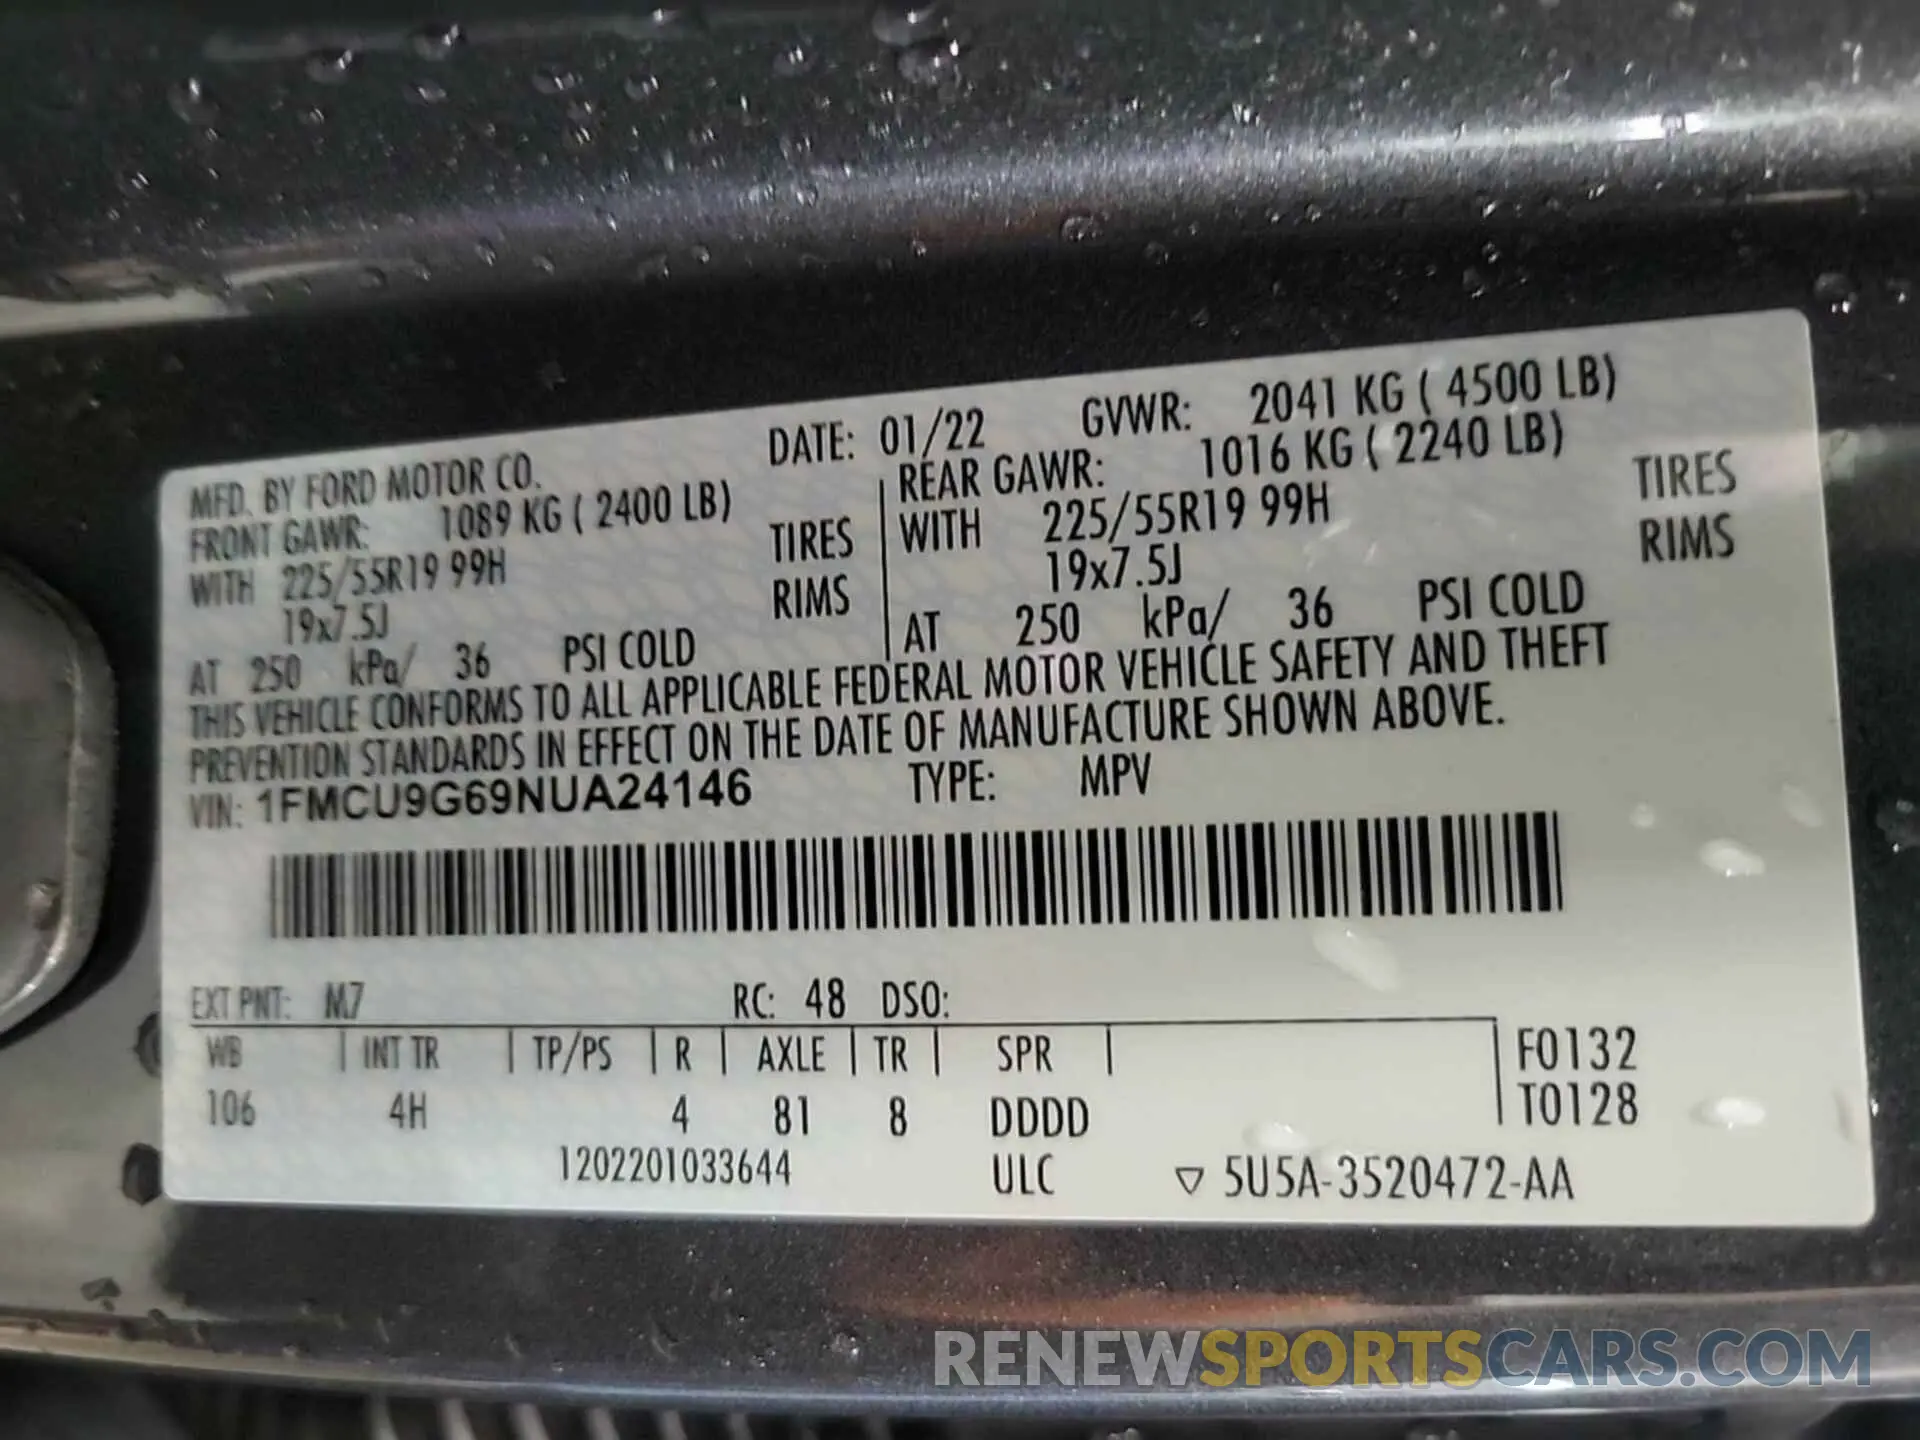 MFD. BY FORD MOTOR CO. DATE: 01/22 GVWR: 2041 KG ( 4500 LB)
FRONT GAWR: 1089 KG ( 2400 LB) REAR GAWR: 1016 KG ( 2240 LB)
WITH 225/55R19 99H TIRES WITH 225/55R19 99H TIRES
19x7.5J RIMS 19x7.5J RIMS
AT 250 kPa/ 36 PSI COLD AT 250 kPa/ 36 PSI COLD
THIS VEHICLE CONFORMS TO ALL APPLICABLE FEDERAL MOTOR VEHICLE SAFETY AND THEFT
PREVENTION STANDARDS IN EFFECT ON THE DATE OF MANUFACTURE SHOWN ABOVE.
VIN: 1FMCU9G69NUA24146 TYPE: MPV
EXT PNT: M7 RC: 48 DSO:
WB INT TR TP/PS R AXLE TR SPR F0132
106 4H 4 81 8 DDDD T0128
1202201033644 ULC ▽ 5U5A-3520472-AA
RENEWSPORTSCARS.COM